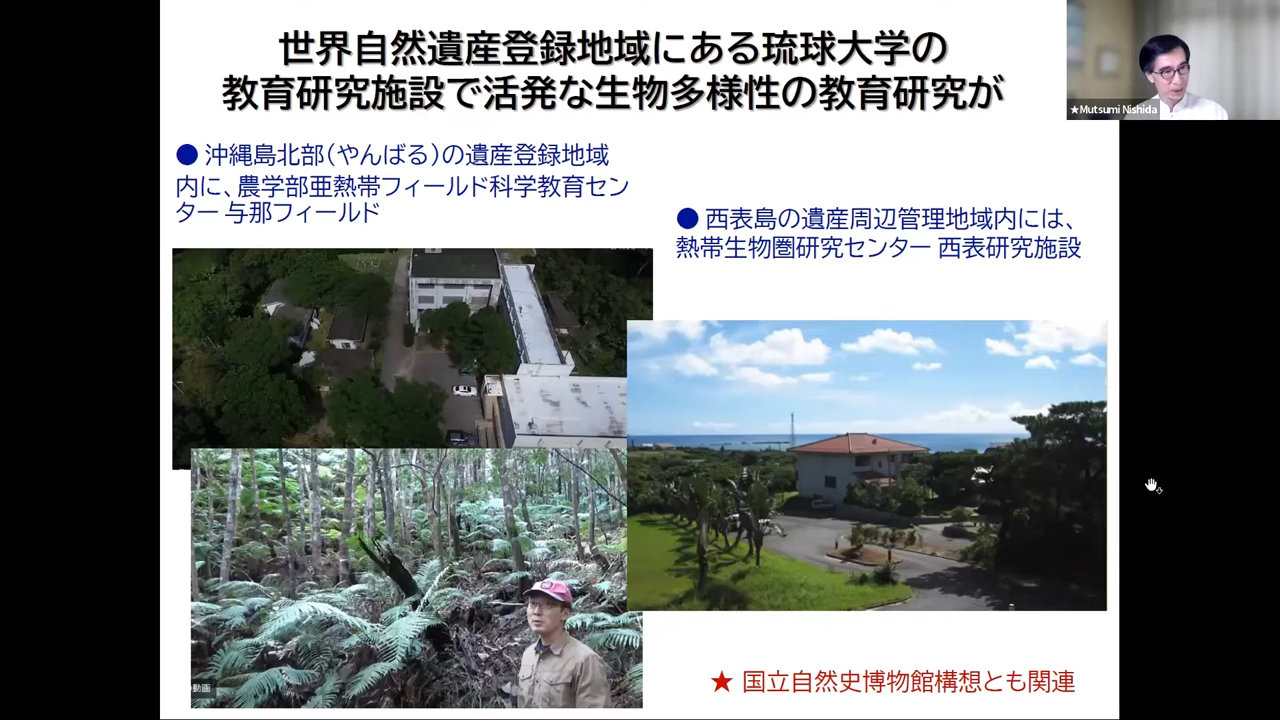 世界自然遺産登録地域にある琉球大学の
教育研究施設で活発な生物多様性の教育研究が
★Mutsumi Nishida
● 沖縄島北部(やんばる)の遺産登録地域
内に、農学部亜熱帯フィールド科学教育セン
ター 与那フィールド
● 西表島の遺産周辺管理地域内には、
熱帯生物圏研究センター 西表研究施設
動画
★ 国立自然史博物館構想とも関連